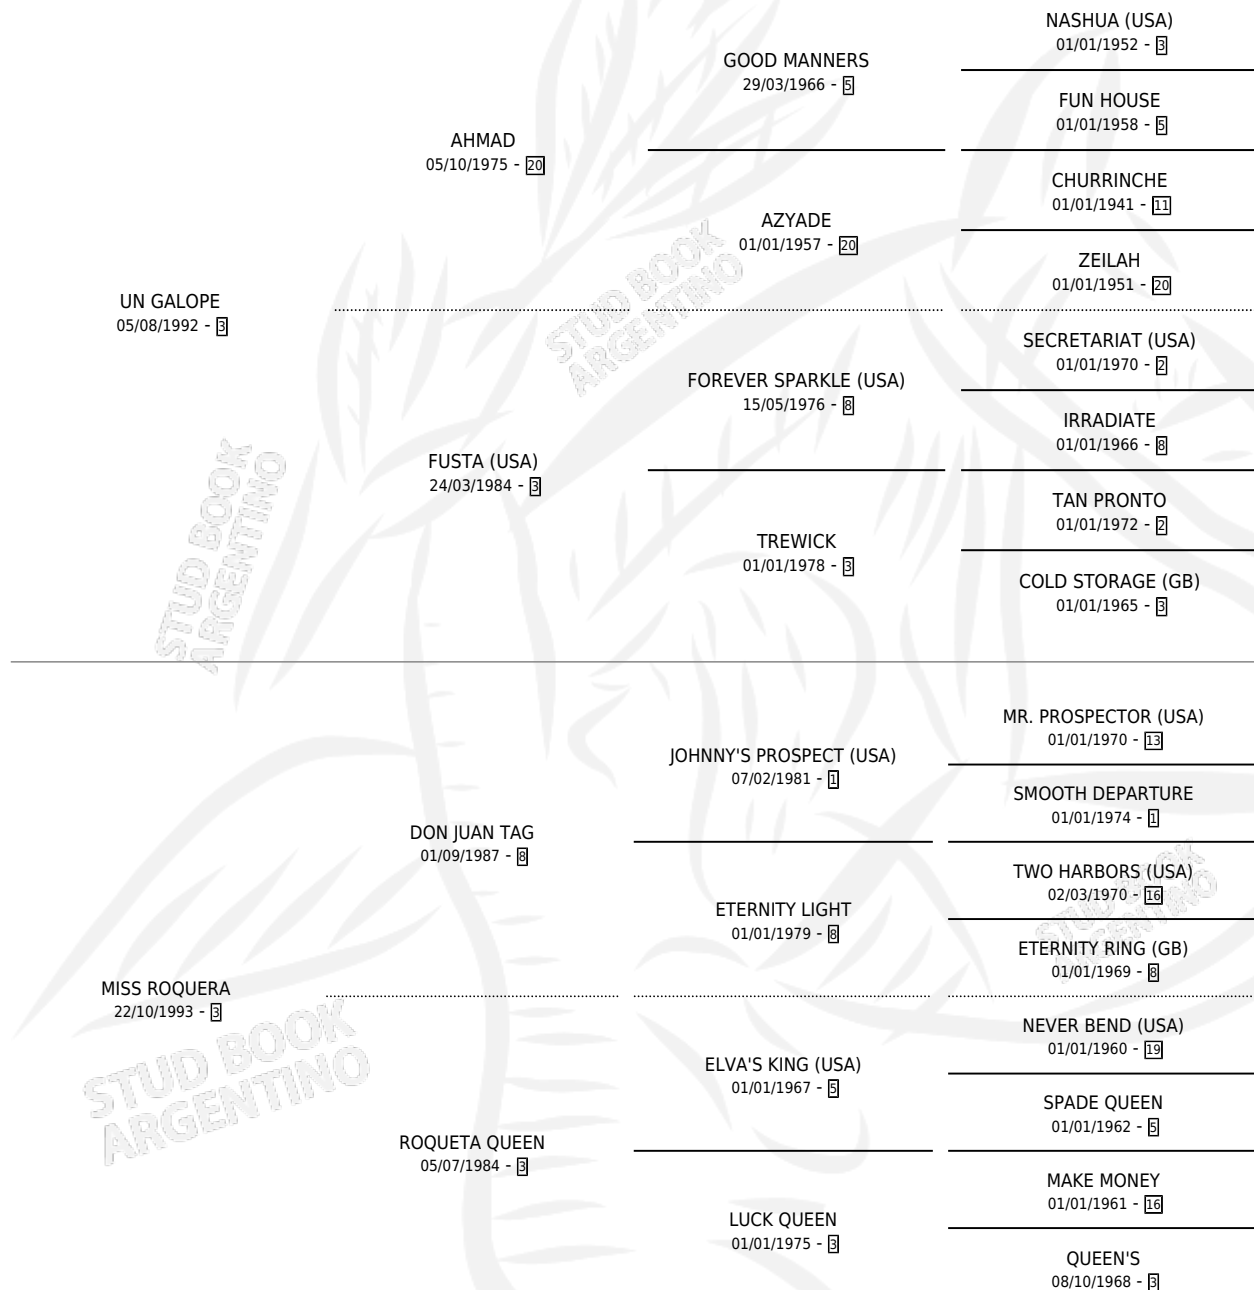 NASHUA (USA)
01/01/1952 - 3
GOOD MANNERS
29/03/1966 - 5
FUN HOUSE
01/01/1958 - 5
AHMAD
05/10/1975 - 20
CHURRINCHE
01/01/1941 - 11
AZYADE
01/01/1957 - 20
ZEILAH
01/01/1951 - 20
UN GALOPE
05/08/1992 - 3
STUD BOOK
ARGENTINO
SECRETARIAT (USA)
01/01/1970 - 2
FOREVER SPARKLE (USA)
15/05/1976 - 8
IRRADIATE
01/01/1966 - 8
FUSTA (USA)
24/03/1984 - 3
TAN PRONTO
01/01/1972 - 2
TREWICK
01/01/1978 - 3
COLD STORAGE (GB)
01/01/1965 - 3
STUD BOOK
ARGENTINO
MR. PROSPECTOR (USA)
01/01/1970 - 13
JOHNNY'S PROSPECT (USA)
07/02/1981 - 1
SMOOTH DEPARTURE
01/01/1974 - 1
DON JUAN TAG
01/09/1987 - 8
TWO HARBORS (USA)
02/03/1970 - 16
ETERNITY LIGHT
01/01/1979 - 8
STUD BOOK
ARGENTINO
ETERNITY RING (GB)
01/01/1969 - 8
MISS ROQUERA
22/10/1993 - 3
STUD BOOK
ARGENTINO
NEVER BEND (USA)
01/01/1960 - 19
ELVA'S KING (USA)
01/01/1967 - 5
SPADE QUEEN
01/01/1962 - 5
ROQUETA QUEEN
05/07/1984 - 3
MAKE MONEY
01/01/1961 - 16
LUCK QUEEN
01/01/1975 - 3
QUEEN'S
08/10/1968 - 3